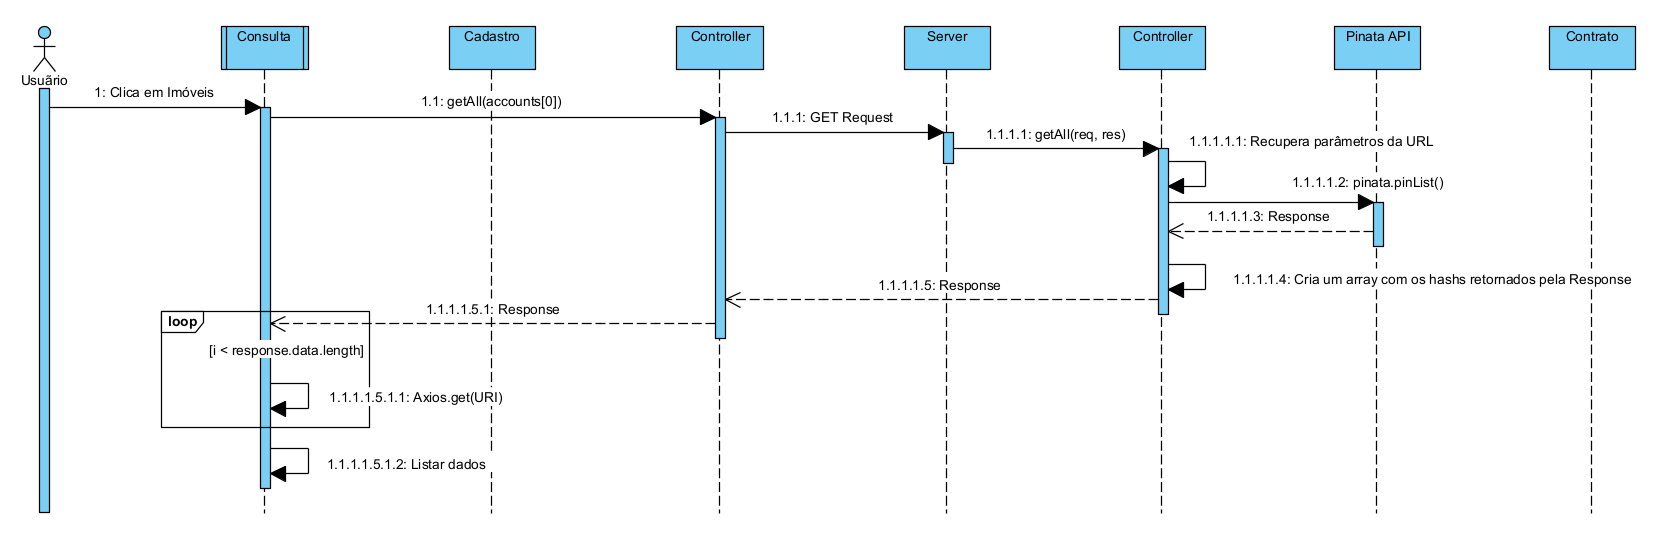 Consulta
Cadastro
Controller
Server
Controller
Pinata API
Contrato
Usuãrio
1: Clica em Imóveis
1.1: getAll(accounts[0])
1.1.1: GET Request
1.1.1.1: getAll(req, res)
1.1.1.1.1: Recupera parâmetros da URL
1.1.1.1.2: pinata.pinList()
1.1.1.1.3: Response
1.1.1.1.4: Cria um array com os hashs retornados pela Response
1.1.1.1.5: Response
1.1.1.1.5.1: Response
loop
[i < response.data.length]
1.1.1.1.5.1.1: Axios.get(URI)
1.1.1.1.5.1.2: Listar dados